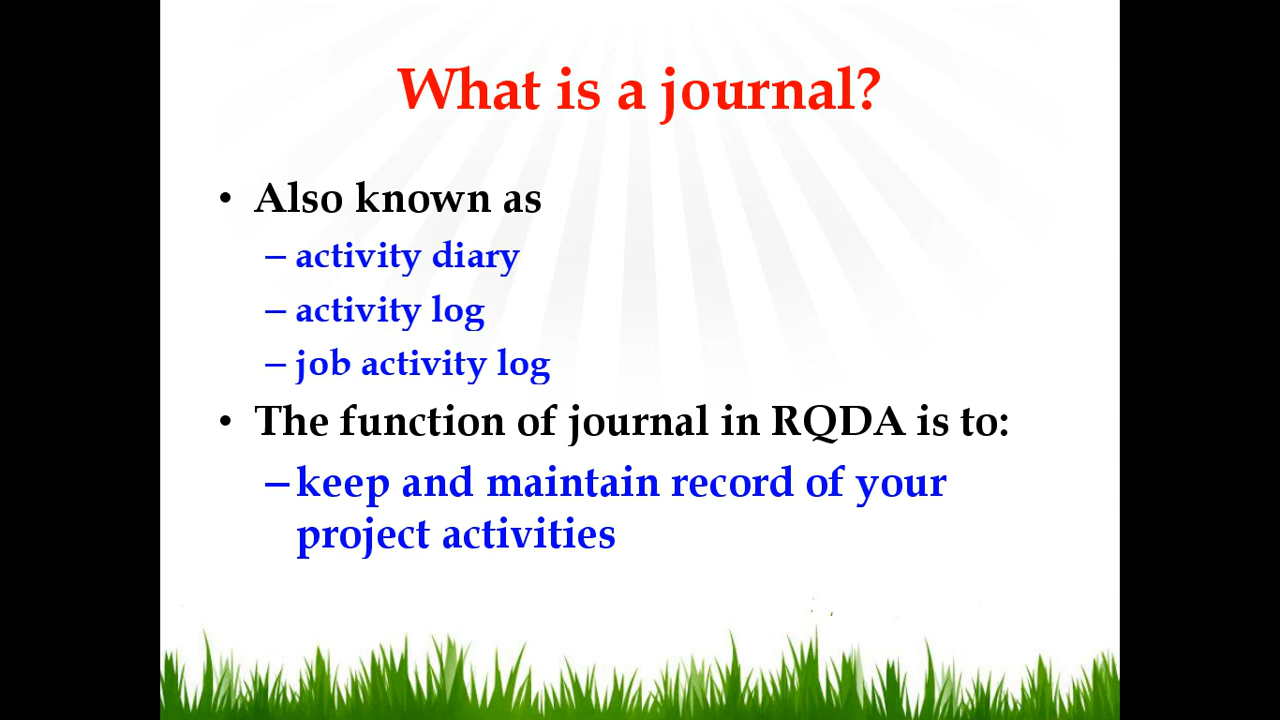 What is a journal?
• Also known as
– activity diary
– activity log
– job activity log
• The function of journal in RQDA is to:
– keep and maintain record of your
project activities